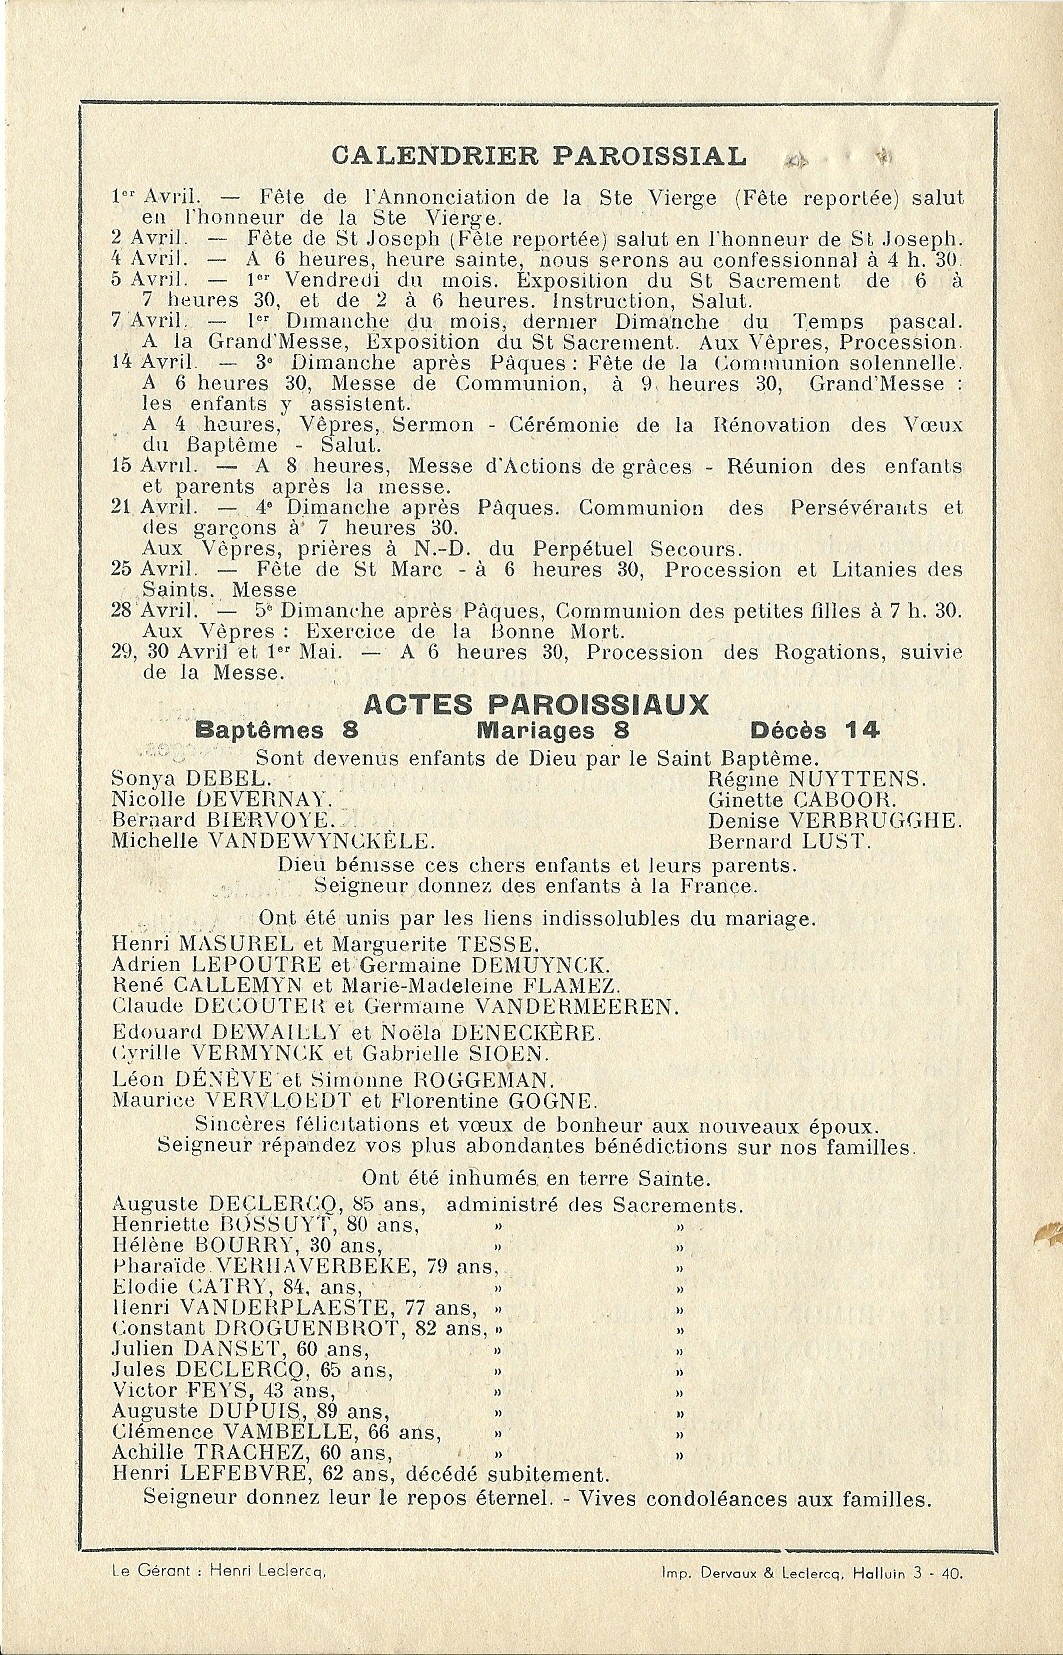 CALENDRIER PAROISSIAL
1er Avril. — Fête de l'Annonciation de la Ste Vierge (Fête reportée) salut
en l'honneur de la Ste Vierge.
2 Avril. — Fête de St Joseph (Fête reportée) salut en l'honneur de St Joseph.
4 Avril. — A 6 heures, heure sainte, nous serons au confessionnal à 4 h. 30.
5 Avril. — 1er Vendredi du mois. Exposition du St Sacrement de 6 à
7 heures 30, et de 2 à 6 heures. Instruction, Salut.
7 Avril. — 1er Dimanche du mois, dernier Dimanche du Temps pascal.
A la Grand'Messe, Exposition du St Sacrement. Aux Vêpres, Procession.
14 Avril. — 3e Dimanche après Pâques : Fête de la Communion solennelle.
A 6 heures 30, Messe de Communion, à 9 heures 30, Grand'Messe :
les enfants y assistent.
A 4 heures, Vêpres, Sermon - Cérémonie de la Rénovation des Vœux
du Baptême - Salut.
15 Avril. — A 8 heures, Messe d'Actions de grâces - Réunion des enfants
et parents après la messe.
21 Avril. — 4e Dimanche après Pâques. Communion des Persévérants et
des garçons à 7 heures 30.
Aux Vêpres, prières à N.-D. du Perpétuel Secours.
25 Avril. — Fête de St Marc - à 6 heures 30, Procession et Litanies des
Saints. Messe
28 Avril. — 5e Dimanche après Pâques, Communion des petites filles à 7 h. 30.
Aux Vêpres : Exercice de la Bonne Mort.
29, 30 Avril et 1er Mai. — A 6 heures 30, Procession des Rogations, suivie
de la Messe.
ACTES PAROISSIAUX
Baptêmes 8 Mariages 8 Décès 14
Sont devenus enfants de Dieu par le Saint Baptême.
Sonya DEBEL. Régine NUYTTENS.
Nicolle DEVERNAY. Ginette CABOOR.
Bernard BIERVOYE. Denise VERBRUGGHE.
Michelle VANDEWYNCKÈLE. Bernard LUST.
Dieu bénisse ces chers enfants et leurs parents.
Seigneur donnez des enfants à la France.
Ont été unis par les liens indissolubles du mariage.
Henri MASUREL et Marguerite TESSE.
Adrien LEPOUTRE et Germaine DEMUYNCK.
René CALLEMYN et Marie-Madeleine FLAMEZ.
Claude DECOUTER et Germaine VANDERMEEREN.
Edouard DEWAILLY et Noëla DENECKÈRE.
Cyrille VERMYNCK et Gabrielle SIOEN.
Léon DÉNÈVE et Simonne ROGGEMAN.
Maurice VERVLOEDT et Florentine GOGNE.
Sincères félicitations et vœux de bonheur aux nouveaux époux.
Seigneur répandez vos plus abondantes bénédictions sur nos familles.
Ont été inhumés en terre Sainte.
Auguste DECLERCQ, 85 ans, administré des Sacrements.
Henriette BOSSUYT, 80 ans, » »
Hélène BOURRY, 30 ans, » »
Pharaïde VERHAVERBEKE, 79 ans, »
Elodie CATRY, 84, ans, » »
Henri VANDERPLAESTE, 77 ans, » »
Constant DROGUENBROT, 82 ans, » »
Julien DANSET, 60 ans, » »
Jules DECLERCQ, 65 ans, » »
Victor FEYS, 43 ans, » »
Auguste DUPUIS, 89 ans, » »
Clémence VAMBELLE, 66 ans, » »
Achille TRACHEZ, 60 ans, » »
Henri LEFEBVRE, 62 ans, décédé subitement.
Seigneur donnez leur le repos éternel. - Vives condoléances aux familles.
Le Gérant : Henri Leclercq, Imp. Dervaux & Leclercq, Halluin 3 - 40.